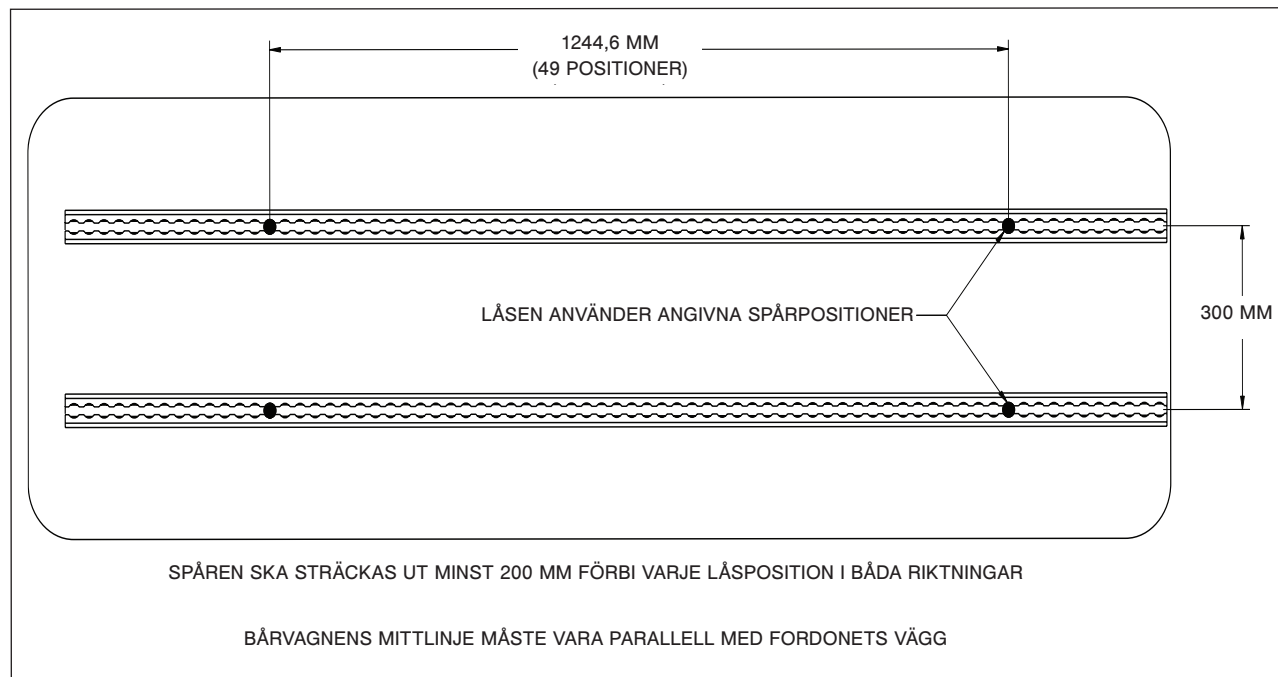 1244,6 MM
(49 POSITIONER)
LÅSEN ANVÄNDER ANGIVNA SPÅRPOSITIONER
300 MM
SPÅREN SKA STRÄCKAS UT MINST 200 MM FÖRBI VARJE LÅSPOSITION I BÅDA RIKTNINGAR
BÅRVAGNENS MITTLINJE MÅSTE VARA PARALLELL MED FORDONETS VÄGG